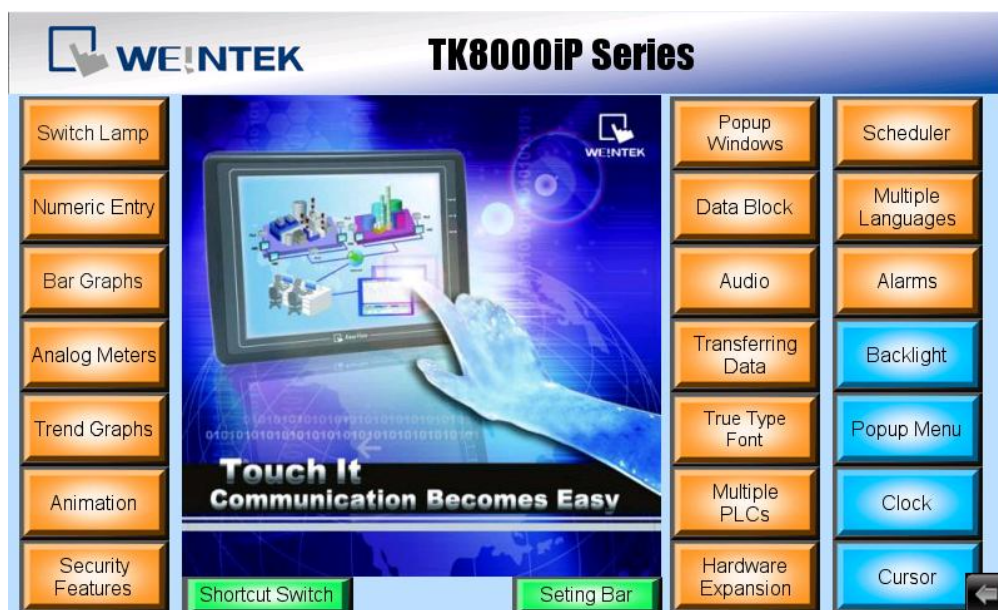 WEINTEK
TK8000iP Series
Switch Lamp
Numeric Entry
Bar Graphs
Analog Meters
Trend Graphs
Animation
Security
Features
WEINTEK
Touch It
Communication Becomes Easy
Shortcut Switch
Seting Bar
Popup
Windows
Data Block
Audio
Transferring
Data
True Type
Font
Multiple
PLCs
Hardware
Expansion
Scheduler
Multiple
Languages
Alarms
Backlight
Popup Menu
Clock
Cursor